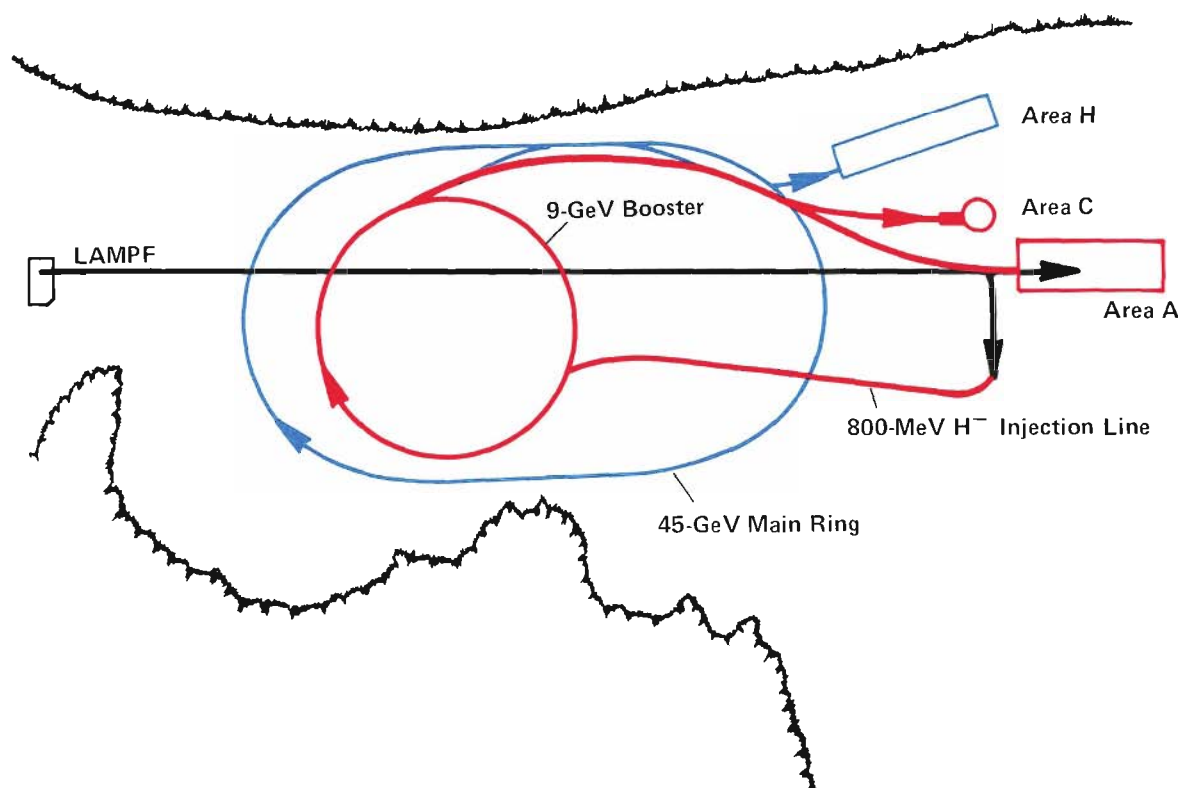 Area H
9-GeV Booster
Area C
LAMPF
Area A
800-MeV H⁻ Injection Line
45-GeV Main Ring